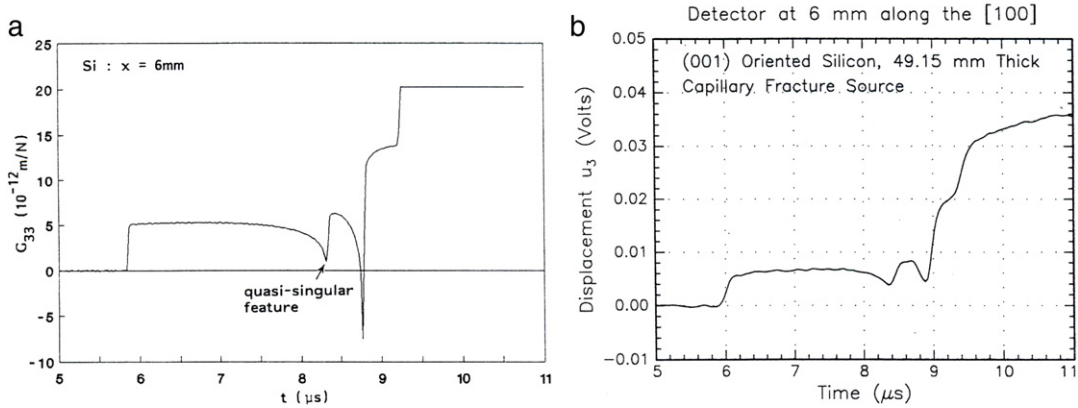 a
25
20
15
10
5
0
-5
-10
G33 (10-12m/N)
Si : x = 6mm
quasi-singular
feature
5 6 7 8 9 10 11
t (μs)
b
Detector at 6 mm along the [100]
0.05
0.04
0.03
0.02
0.01
0.00
-0.01
Displacement u3 (Volts)
(001) Oriented Silicon, 49.15 mm Thick
Capillary Fracture Source
5 6 7 8 9 10 11
Time (μs)